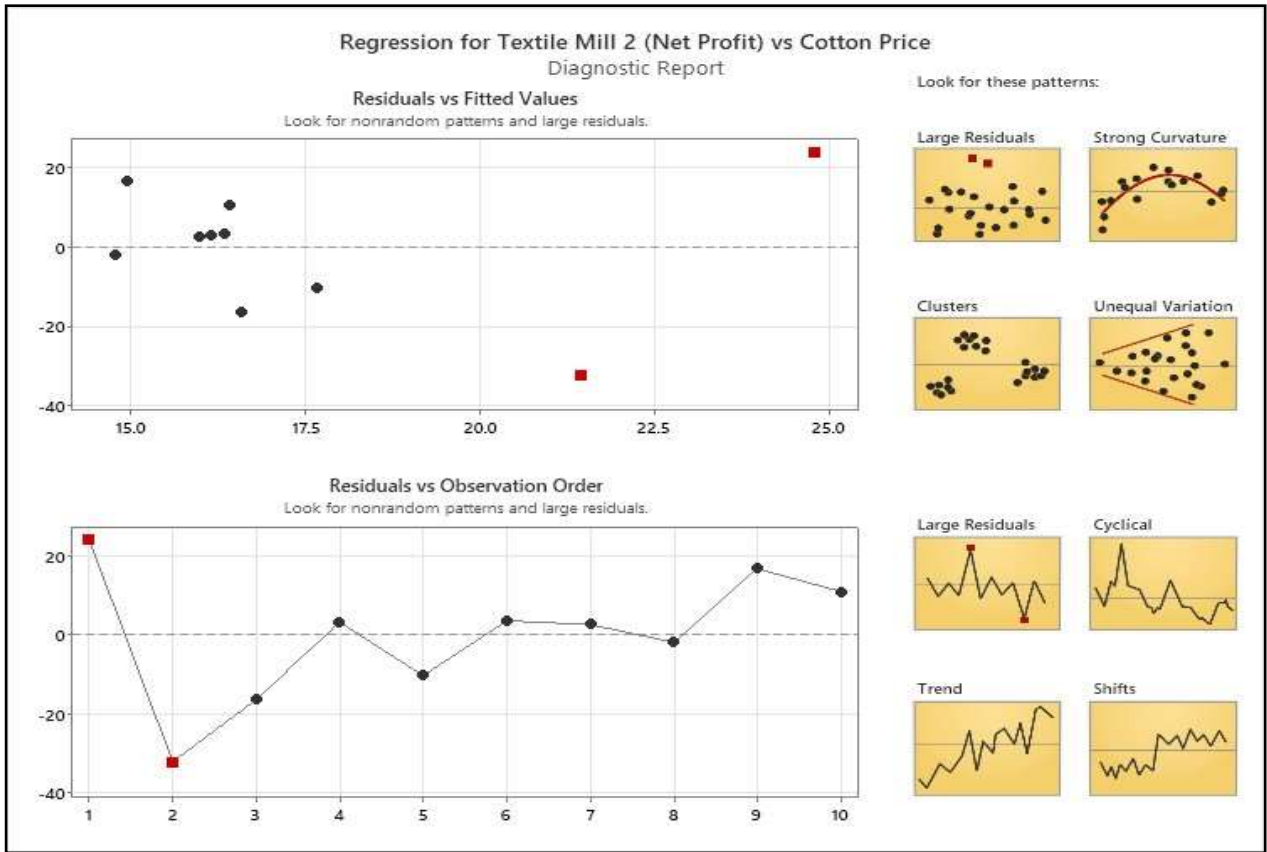 Regression for Textile Mill 2 (Net Profit) vs Cotton Price
Diagnostic Report
Residuals vs Fitted Values
Look for nonrandom patterns and large residuals.
20
0
-20
-40
15.0 17.5 20.0 22.5 25.0
Residuals vs Observation Order
Look for nonrandom patterns and large residuals.
20
0
-20
-40
1 2 3 4 5 6 7 8 9 10
Look for these patterns:
Large Residuals Strong Curvature
Clusters Unequal Variation
Large Residuals Cyclical
Trend Shifts